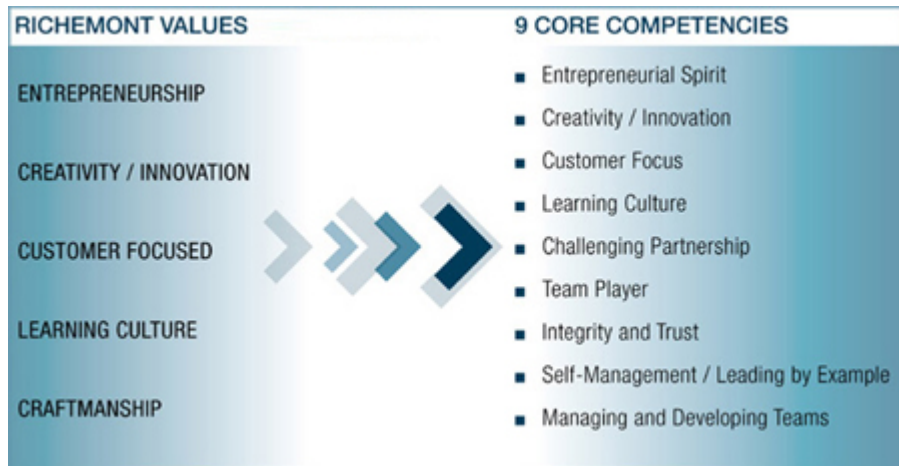 RICHEMONT VALUES
ENTREPRENEURSHIP
CREATIVITY / INNOVATION
CUSTOMER FOCUSED
LEARNING CULTURE
CRAFTMANSHIP
9 CORE COMPETENCIES
Entrepreneurial Spirit
Creativity / Innovation
Customer Focus
Learning Culture
Challenging Partnership
Team Player
Integrity and Trust
Self-Management / Leading by Example
Managing and Developing Teams